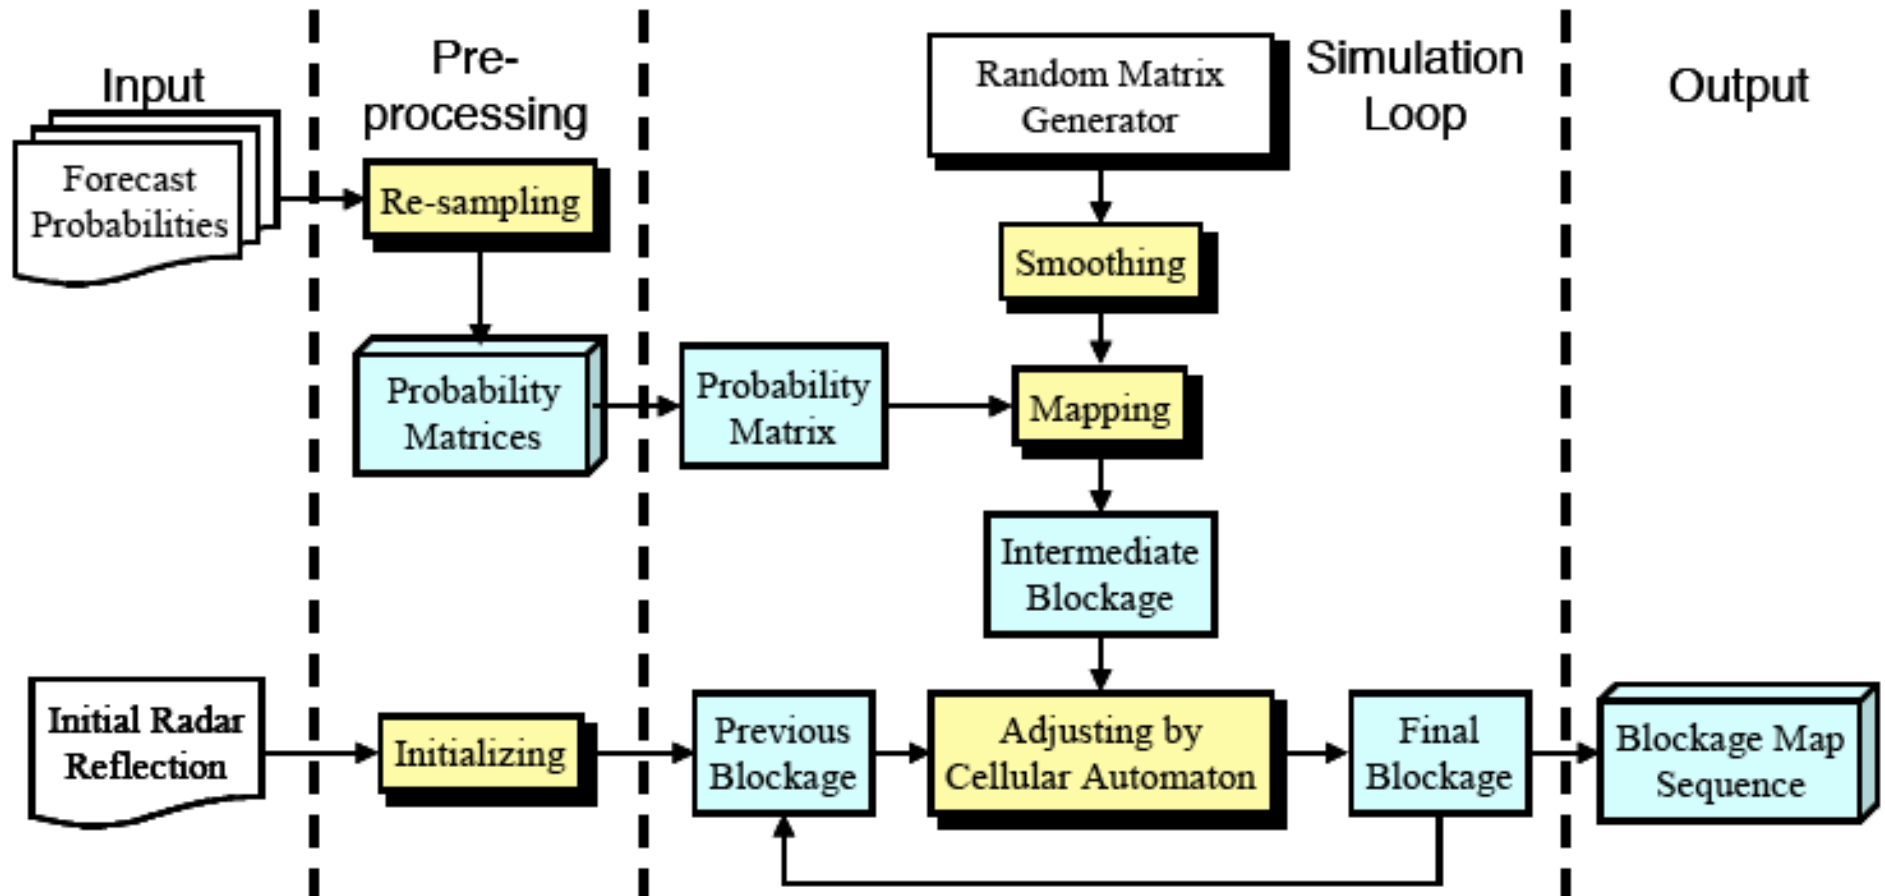 Input
Pre-
processing
Simulation
Loop
Output
Forecast
Probabilities
Re-sampling
Random Matrix
Generator
Smoothing
Probability
Matrices
Probability
Matrix
Mapping
Intermediate
Blockage
Initial Radar
Reflection
Initializing
Previous
Blockage
Adjusting by
Cellular Automaton
Final
Blockage
Blockage Map
Sequence